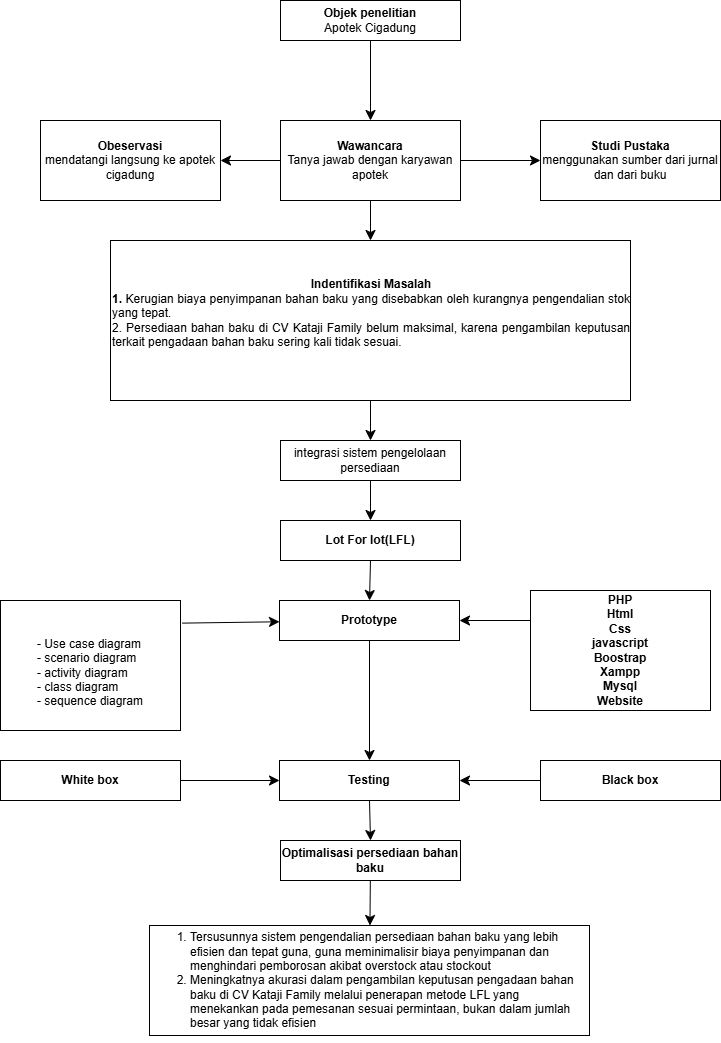 Objek penelitian
Apotek Cigadung
Obeservasi
mendatangi langsung ke apotek
cigadung
Wawancara
Tanya jawab dengan karyawan
apotek
Studi Pustaka
menggunakan sumber dari jurnal
dan dari buku
Indentifikasi Masalah
1. Kerugian biaya penyimpanan bahan baku yang disebabkan oleh kurangnya pengendalian stok
yang tepat.
2. Persediaan bahan baku di CV Kataji Family belum maksimal, karena pengambilan keputusan
terkait pengadaan bahan baku sering kali tidak sesuai.
integrasi sistem pengelolaan
persediaan
Lot For lot(LFL)
- Use case diagram
- scenario diagram
- activity diagram
- class diagram
- sequence diagram
Prototype
PHP
Html
Css
javascript
Boostrap
Xampp
Mysql
Website
White box
Testing
Black box
Optimalisasi persediaan bahan
baku
1. Tersusunnya sistem pengendalian persediaan bahan baku yang lebih
efisien dan tepat guna, guna meminimalisir biaya penyimpanan dan
menghindari pemborosan akibat overstock atau stockout
2. Meningkatnya akurasi dalam pengambilan keputusan pengadaan bahan
baku di CV Kataji Family melalui penerapan metode LFL yang
menekankan pada pemesanan sesuai permintaan, bukan dalam jumlah
besar yang tidak efisien